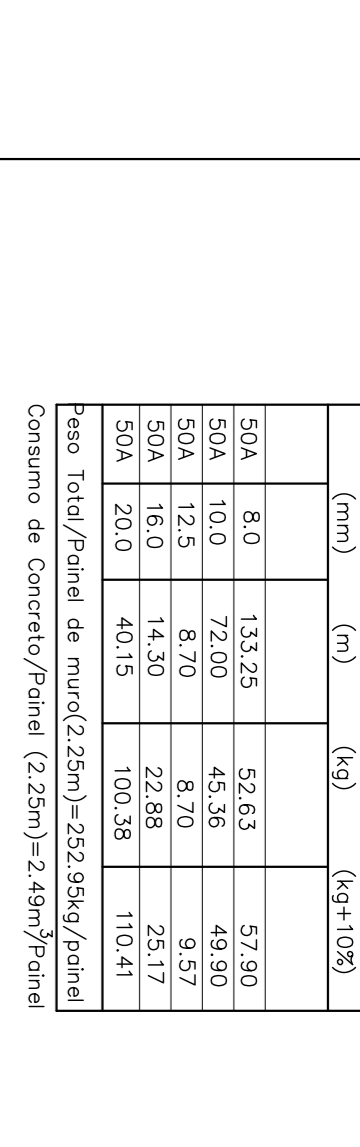 (mm) (m) (kg) (kg+10%)
50A 8.0 133.25 52.63 57.90
50A 10.0 72.00 45.36 49.90
50A 12.5 8.70 8.70 9.57
50A 16.0 14.30 22.88 25.17
50A 20.0 40.15 100.38 110.41
Peso Total/Painel de muro(2.25m)=252.95kg/painel
Consumo de Concreto/Painel (2.25m)=2.49m³/Painel